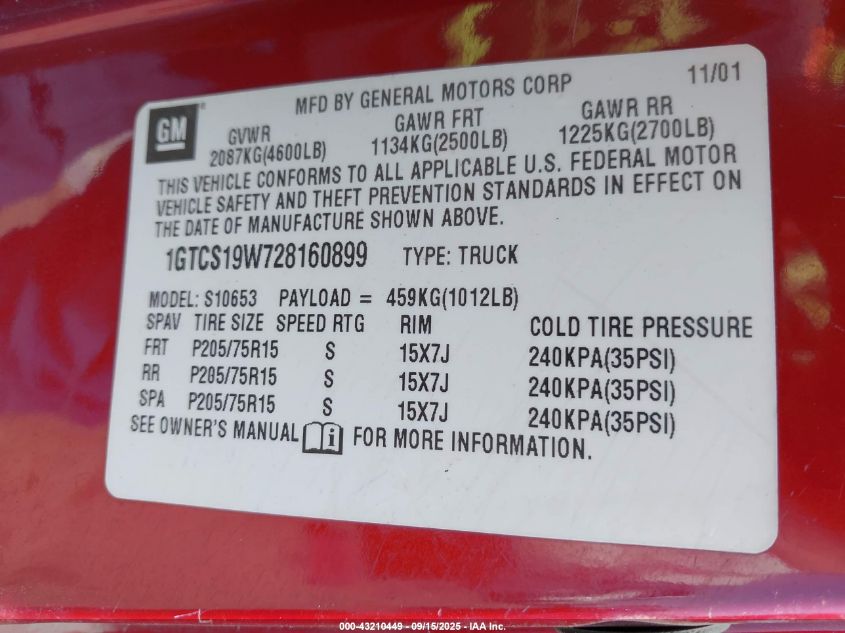 MFD BY GENERAL MOTORS CORP 11/01
GM®
GVWR GAWR FRT GAWR RR
2087KG(4600LB) 1134KG(2500LB) 1225KG(2700LB)
THIS VEHICLE CONFORMS TO ALL APPLICABLE U.S. FEDERAL MOTOR
VEHICLE SAFETY AND THEFT PREVENTION STANDARDS IN EFFECT ON
THE DATE OF MANUFACTURE SHOWN ABOVE.
1GTCS19W728160899 TYPE: TRUCK
MODEL: S10653 PAYLOAD = 459KG(1012LB)
SPAV TIRE SIZE SPEED RTG RIM COLD TIRE PRESSURE
FRT P205/75R15 S 15X7J 240KPA(35PSI)
RR P205/75R15 S 15X7J 240KPA(35PSI)
SPA P205/75R15 S 15X7J 240KPA(35PSI)
SEE OWNER'S MANUAL i FOR MORE INFORMATION.
000-43210449 - 09/15/2025 - IAA Inc.